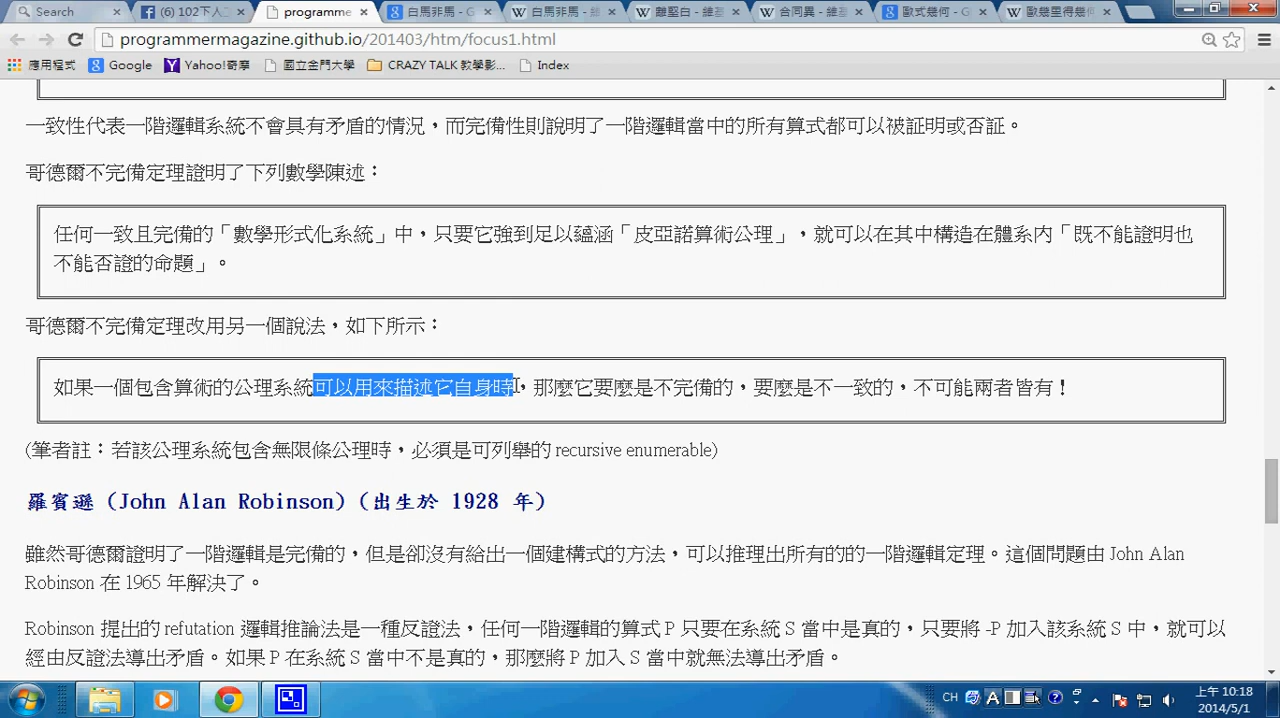 Search
(6) 102下人工
programme
白馬非馬 - G
白馬非馬 - 維基
離堅白 - 維基
合同異 - 維基
歐式幾何 - G
歐幾里得幾何
programmermagazine.github.io/201403/htm/focus1.html
應用程式
Google
Yahoo!奇摩
國立金門大學
CRAZY TALK 教學影...
Index
一致性代表一階邏輯系統不會具有矛盾的情況，而完備性則說明了一階邏輯當中的所有算式都可以被証明或否証。
哥德爾不完備定理證明了下列數學陳述：
任何一致且完備的「數學形式化系統」中，只要它強到足以蘊涵「皮亞諾算術公理」，就可以在其中構造在體系內「既不能證明也
不能否證的命題」。
哥德爾不完備定理改用另一個說法，如下所示：
如果一個包含算術的公理系統可以用來描述它自身時，那麼它要麼是不完備的，要麼是不一致的，不可能兩者皆有！
(筆者註：若該公理系統包含無限條公理時，必須是可列舉的 recursive enumerable)
羅賓遜 (John Alan Robinson) (出生於 1928 年)
雖然哥德爾證明了一階邏輯是完備的，但是卻沒有給出一個建構式的方法，可以推理出所有的的一階邏輯定理。這個問題由 John Alan
Robinson 在 1965 年解決了。
Robinson 提出的 refutation 邏輯推論法是一種反證法，任何一階邏輯的算式 P 只要在系統 S 當中是真的，只要將 -P 加入該系統 S 中，就可以
經由反證法導出矛盾。如果 P 在系統 S 當中不是真的，那麼將 P 加入 S 當中就無法導出矛盾。
CH
上午 10:18
2014/5/1